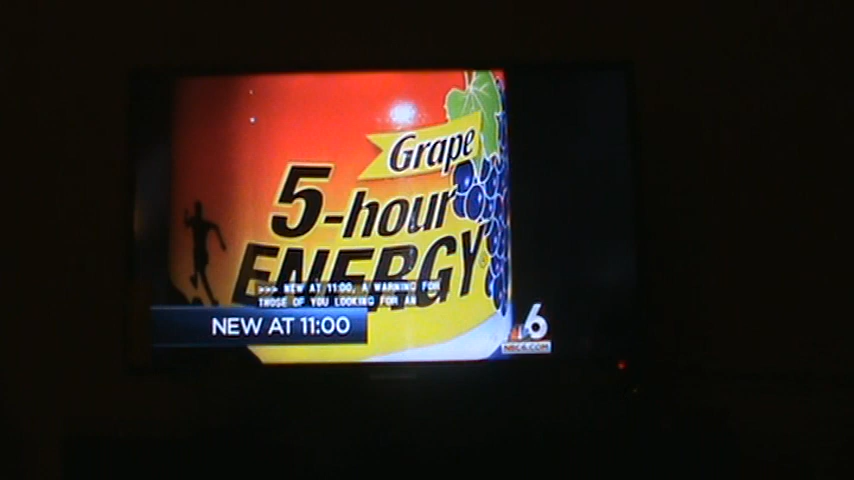 Grape
5-hour
ENERGY
>>> NEW AT 11:00, A WARNING FOR
THOSE OF YOU LOOKING FOR AN
NEW AT 11:00
6
NBC6.COM